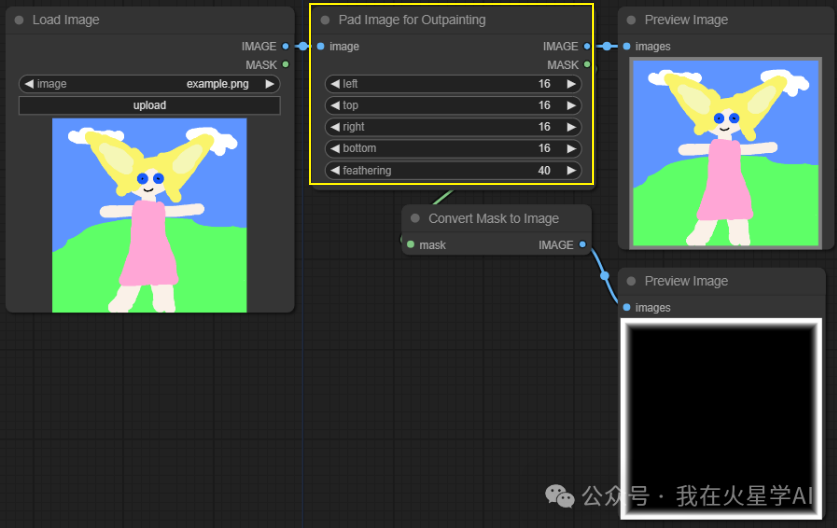 Load Image
IMAGE
MASK
image example.png
upload
Pad Image for Outpainting
image IMAGE
MASK
left 16
top 16
right 16
bottom 16
feathering 40
Convert Mask to Image
mask IMAGE
Preview Image
images
Preview Image
images
公众号 · 我在火星学AI